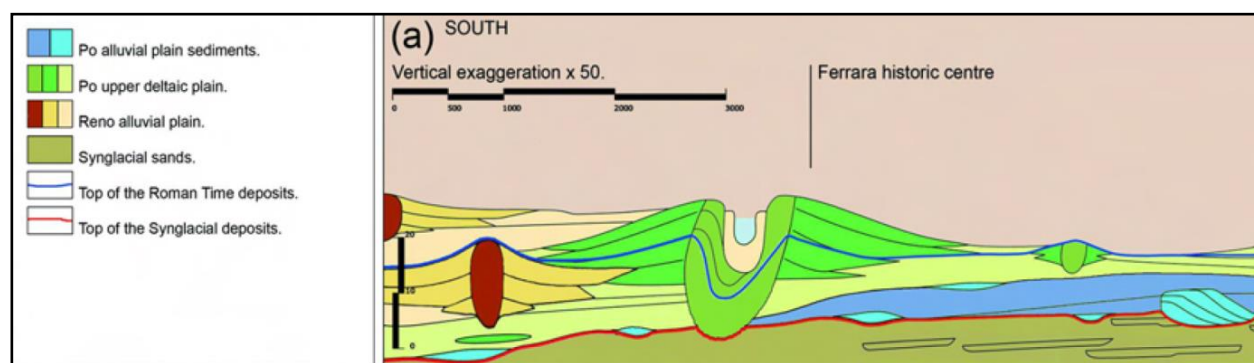 Po alluvial plain sediments.
Po upper deltaic plain.
Reno alluvial plain.
Synglacial sands.
Top of the Roman Time deposits.
Top of the Synglacial deposits.
(a) SOUTH
Vertical exaggeration x 50.
Ferrara historic centre
0 500 1000 2000 3000
20
10
0